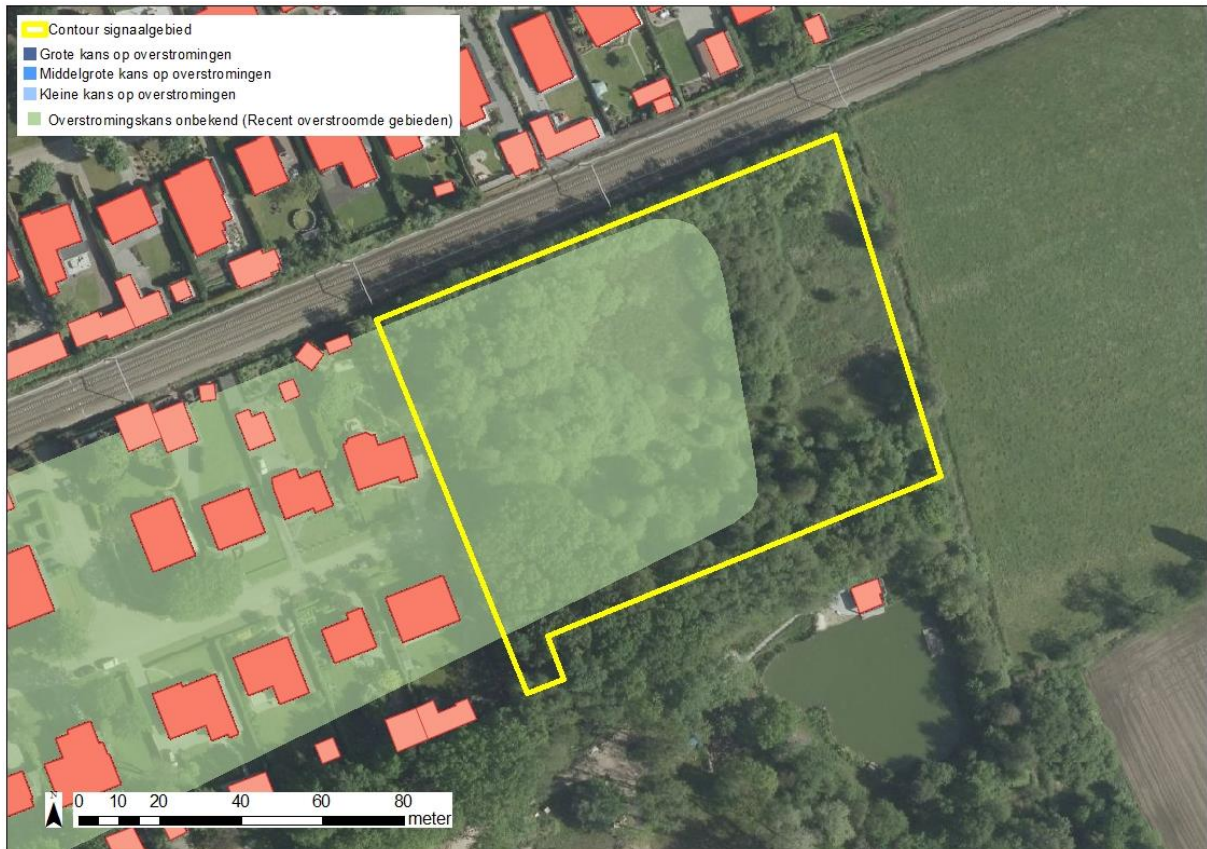 Contour signaalgebied
Grote kans op overstromingen
Middelgrote kans op overstromingen
Kleine kans op overstromingen
Overstromingskans onbekend (Recent overstroomde gebieden)
N
0 10 20 40 60 80
meter